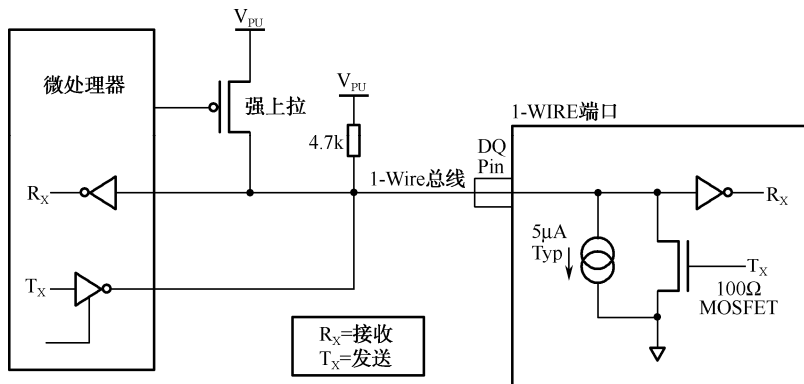 V_PU
微处理器
强上拉
V_PU
4.7k
1-WIRE端口
DQ
Pin
1-Wire总线
R_X
R_X
5μA
Typ
T_X
T_X
100Ω
MOSFET
R_X=接收
T_X=发送